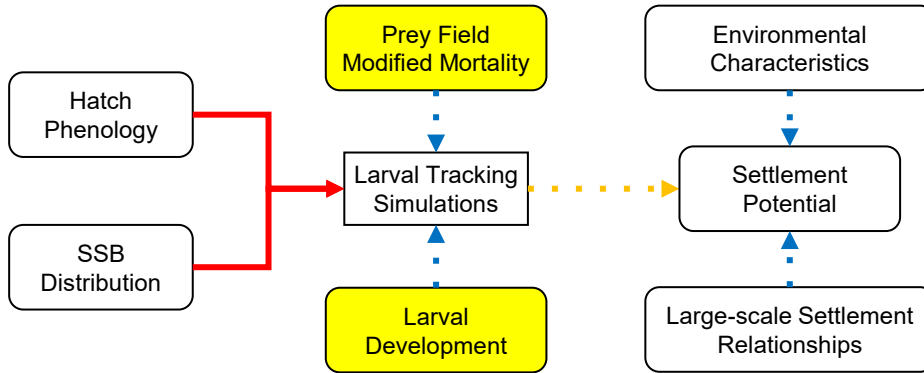 Prey Field
Modified Mortality
Environmental
Characteristics
Hatch
Phenology
Larval Tracking
Simulations
Settlement
Potential
SSB
Distribution
Larval
Development
Large-scale Settlement
Relationships